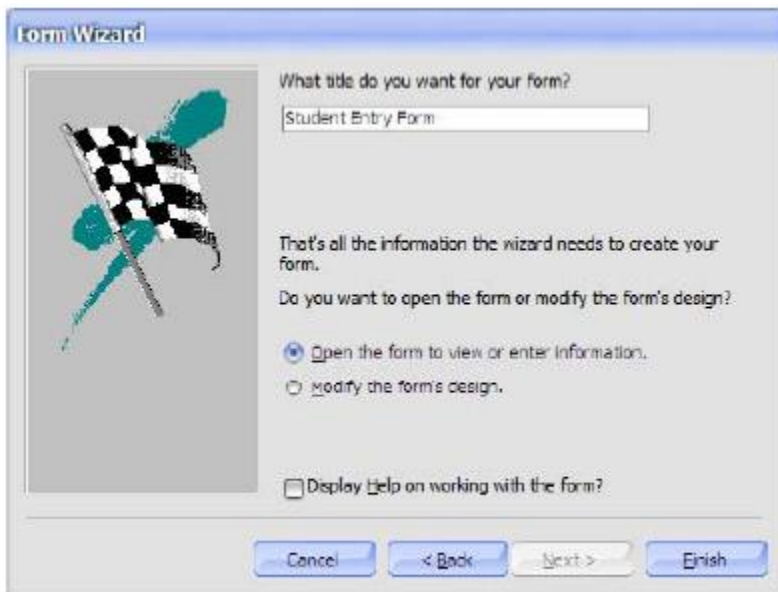 Form Wizard
What title do you want for your form?
Student Entry Form
That's all the information the wizard needs to create your
form.
Do you want to open the form or modify the form's design?
Open the form to view or enter information.
Modify the form's design.
Display Help on working with the form?
Cancel
< Back
Next >
Finish